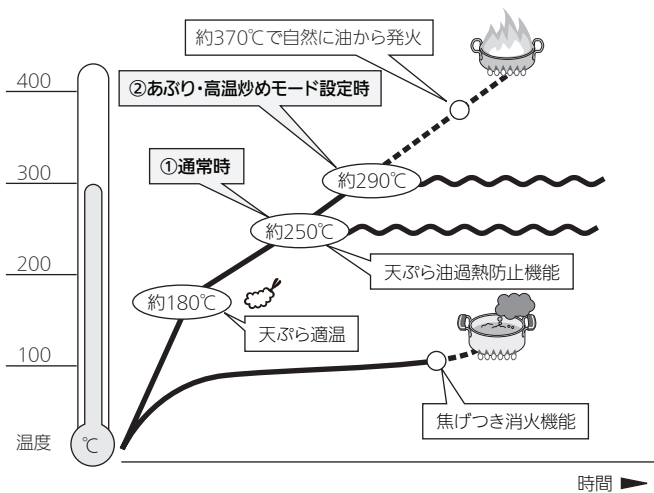 約370℃で自然に油から発火
400
②あぶり・高温炒めモード設定時
300
①通常時
約290℃
約250℃
200
天ぷら油過熱防止機能
約180℃
天ぷら適温
100
焦げつき消火機能
温度
℃
時間